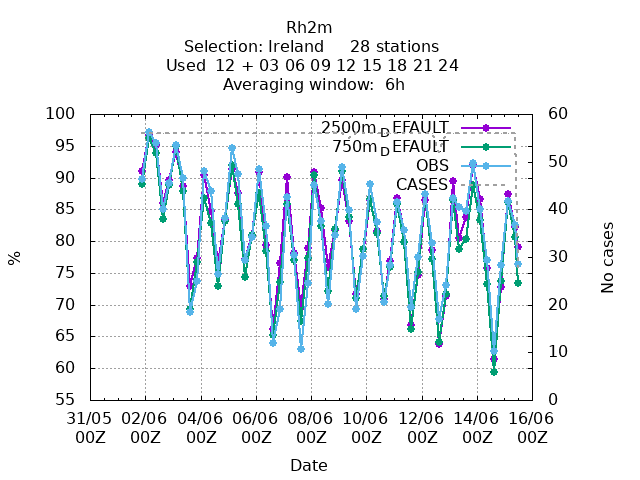 Rh2m
Selection: Ireland     28 stations
Used  12 + 03 06 09 12 15 18 21 24
Averaging window:  6h
100
95
90
85
80
75
70
65
60
55
%
60
50
40
30
20
10
0
No cases
2500m_DEFAULT
750m_DEFAULT
OBS
CASES
31/05 02/06 04/06 06/06 08/06 10/06 12/06 14/06 16/06
00Z 00Z 00Z 00Z 00Z 00Z 00Z 00Z 00Z
Date